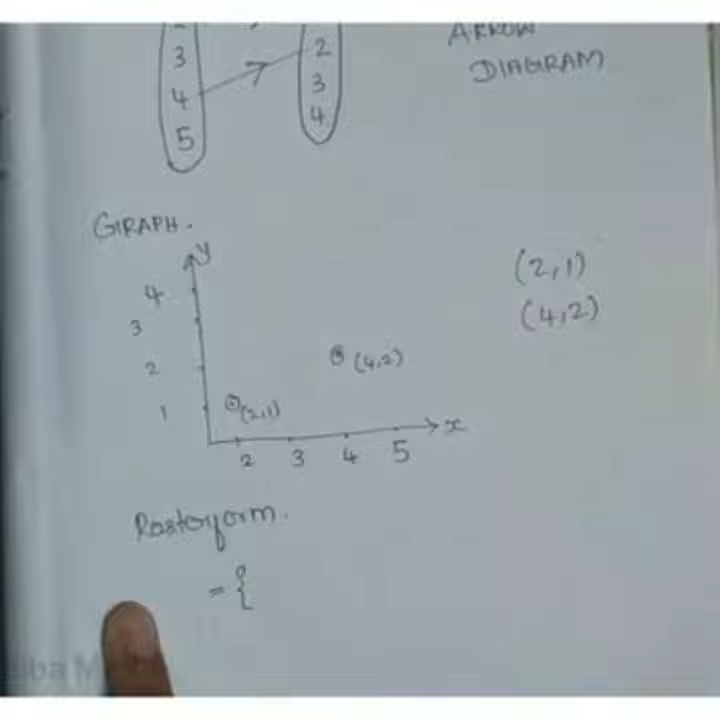 ARROW
3 2
DIAGRAM
4 3
5 4
GRAPH.
y
(2,1)
4
(4,2)
3
2 (4,2)
1 (2,1)
x
2 3 4 5
Rosterform.
= {